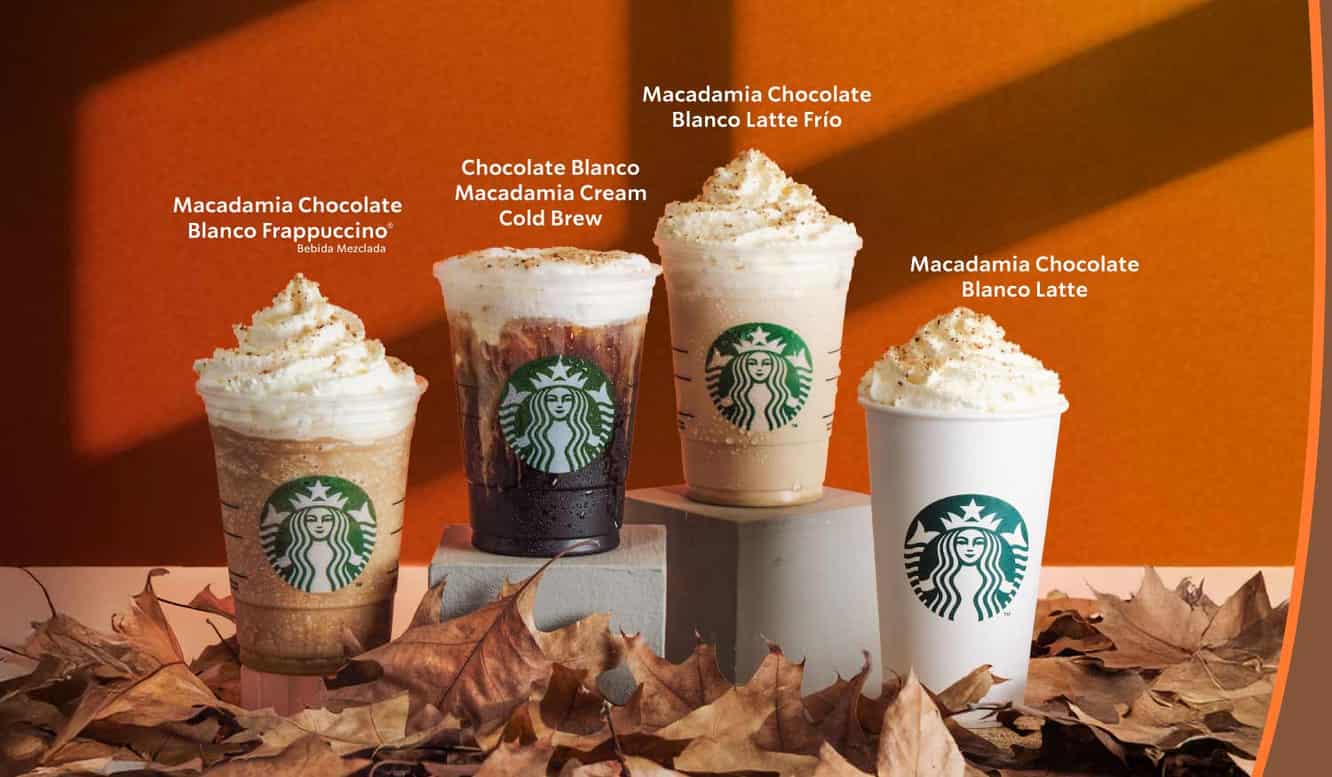 Macadamia Chocolate
Blanco Frappuccino®
Bebida Mezclada
Chocolate Blanco
Macadamia Cream
Cold Brew
Macadamia Chocolate
Blanco Latte Frío
Macadamia Chocolate
Blanco Latte
TM